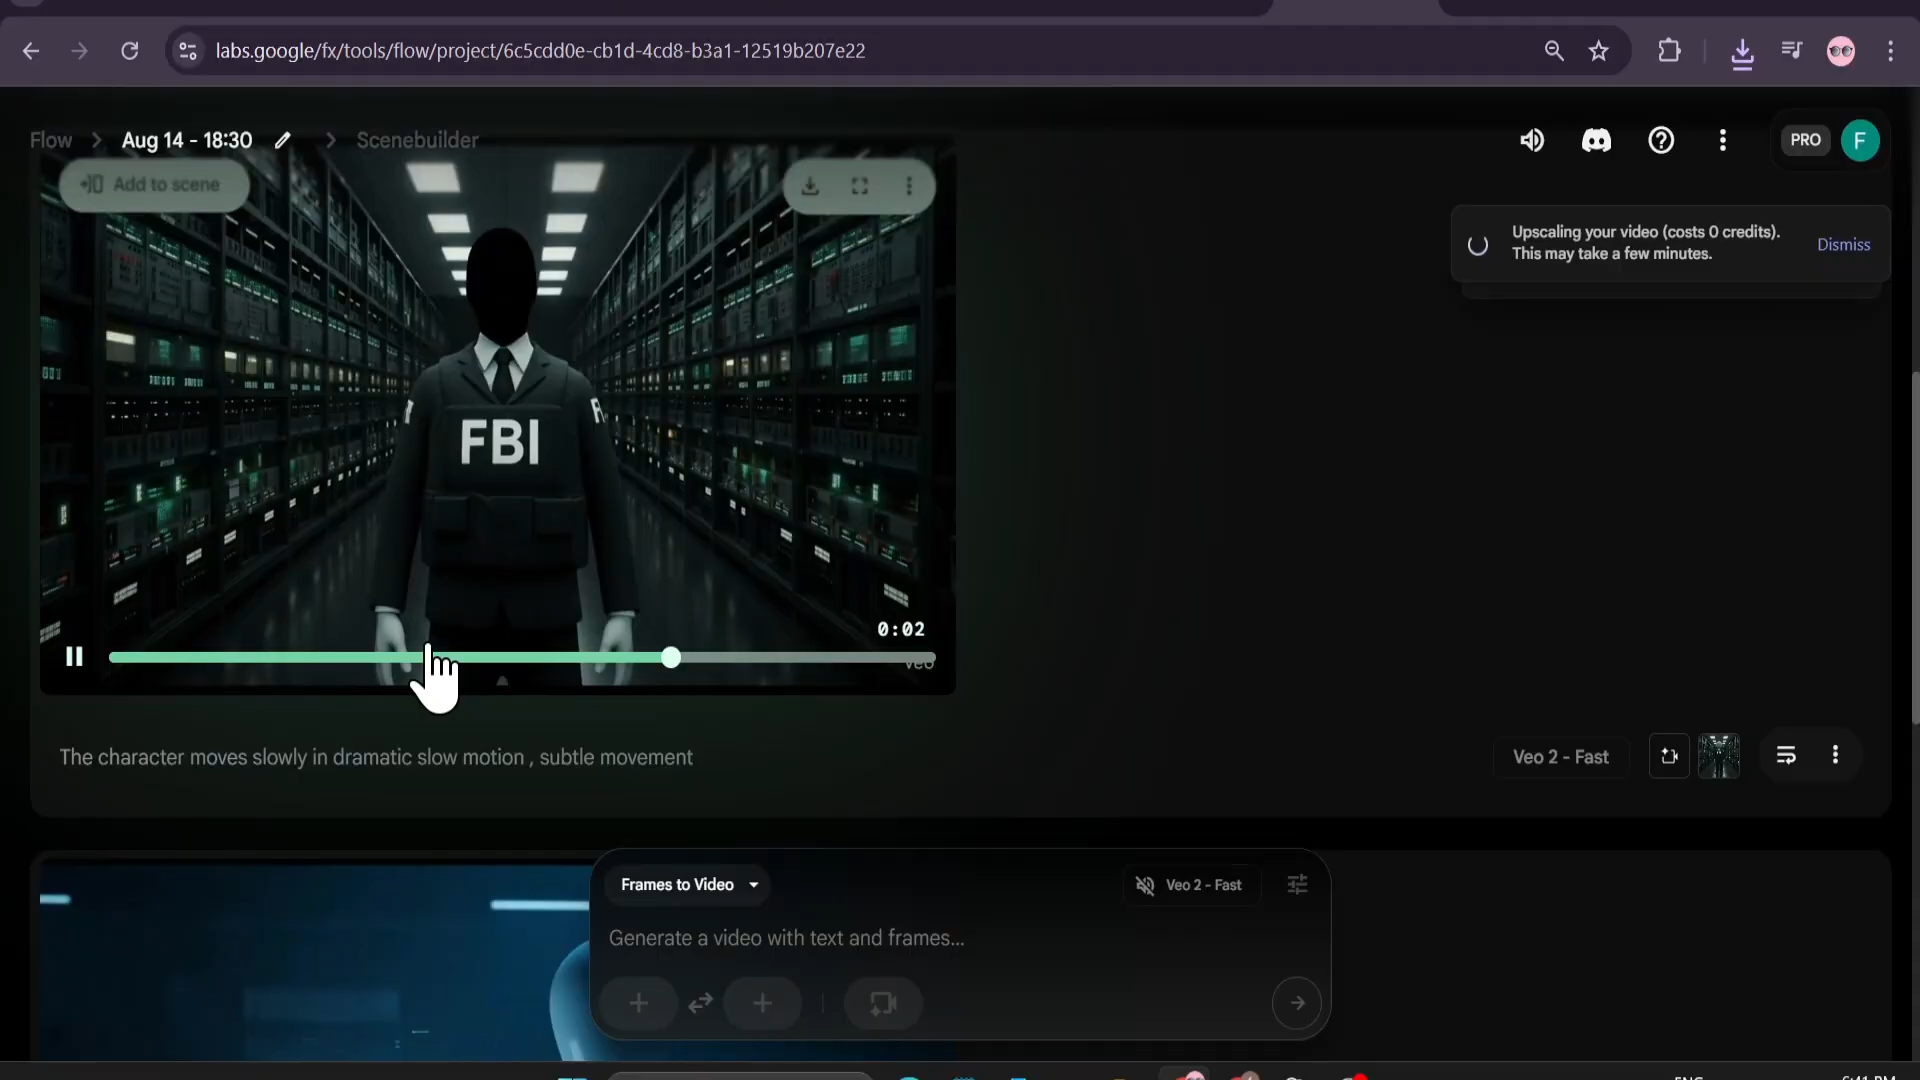 labs.google/fx/tools/flow/project/6c5cdd0e-cb1d-4cd8-b3a1-12519b207e22
Flow
Aug 14 - 18:30
Scenebuilder
PRO
F
Add to scene
Upscaling your video (costs 0 credits).
This may take a few minutes.
Dismiss
FBI
0:02
veo
The character moves slowly in dramatic slow motion , subtle movement
Veo 2 - Fast
Frames to Video
Veo 2 - Fast
Generate a video with text and frames...